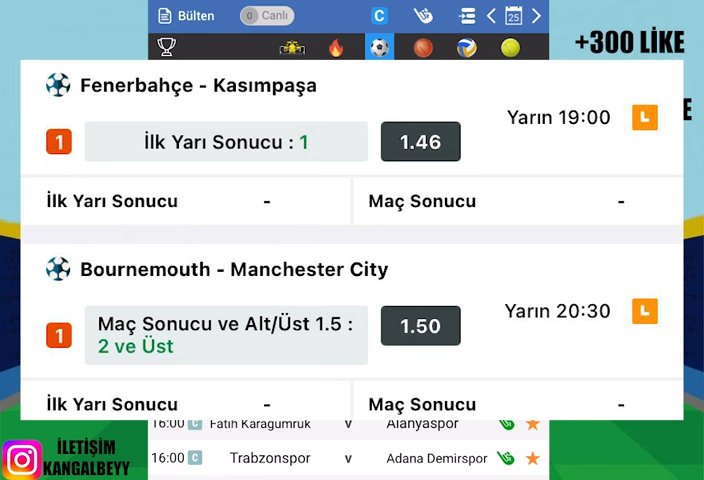 Bülten 0 Canlı C 25
+300 LİKE
Fenerbahçe - Kasımpaşa
Yarın 19:00 L
1 İlk Yarı Sonucu : 1 1.46
İlk Yarı Sonucu - Maç Sonucu -
Bournemouth - Manchester City
Yarın 20:30 L
1 Maç Sonucu ve Alt/Üst 1.5 :
2 ve Üst
1.50
İlk Yarı Sonucu - Maç Sonucu -
16:00 C Fatih Karagümrük v Alanyaspor
16:00 C Trabzonspor v Adana Demirspor
İLETİŞİM
KANGALBEYY